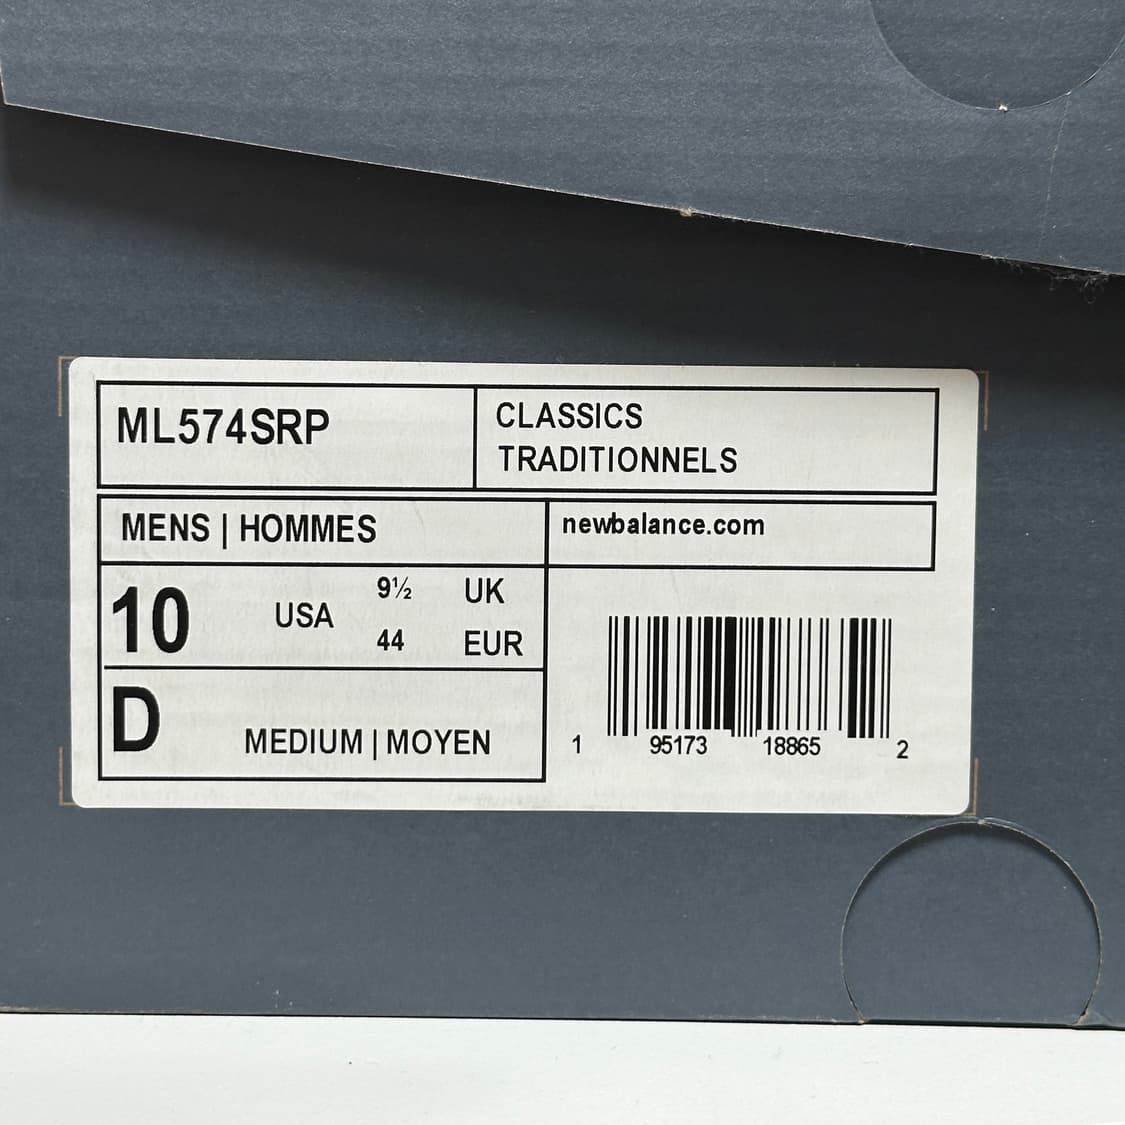 ML574SRP
CLASSICS
TRADITIONNELS
MENS | HOMMES
newbalance.com
10 USA 9½ UK
44 EUR
D MEDIUM | MOYEN
1 95173 18865 2